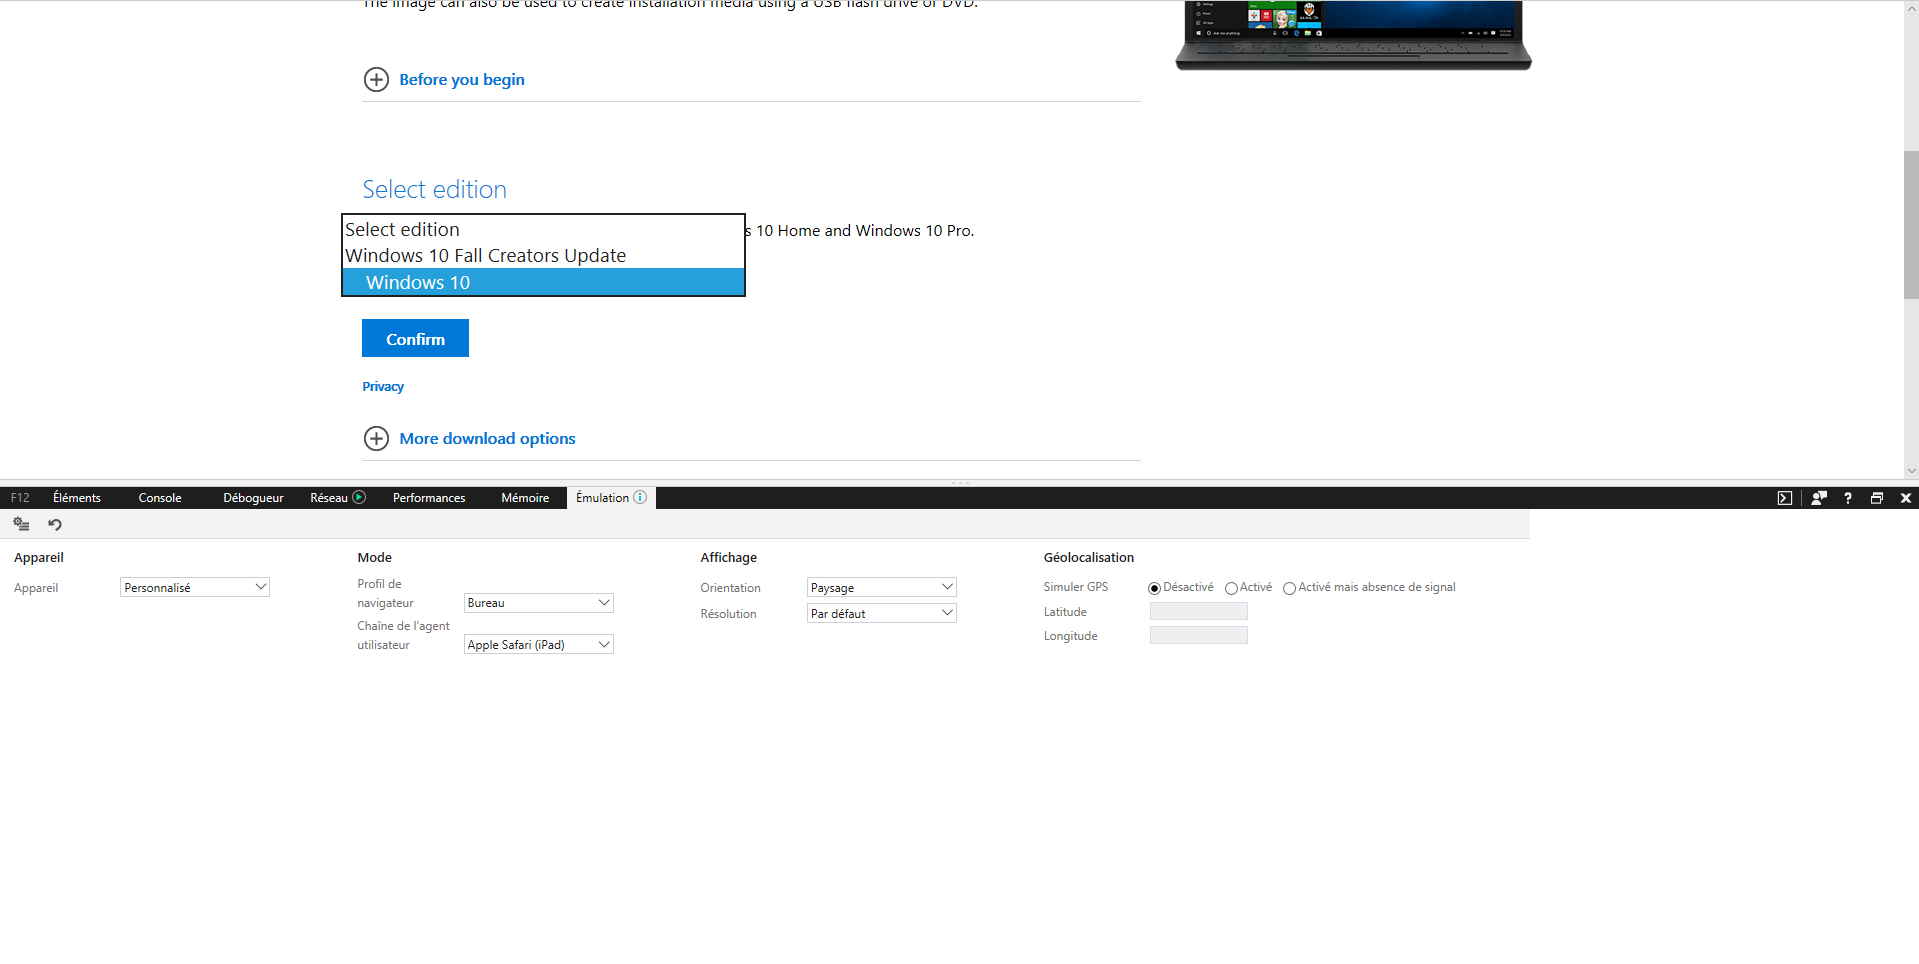 The image can also be used to create installation media using a USB flash drive or DVD.
Before you begin
Select edition
Select edition
s 10 Home and Windows 10 Pro.
Windows 10 Fall Creators Update
Windows 10
Confirm
Privacy
More download options
F12 Éléments Console Débogueur Réseau Performances Mémoire Émulation
Appareil
Appareil Personnalisé
Mode
Profil de
navigateur Bureau
Chaîne de l'agent
utilisateur Apple Safari (iPad)
Affichage
Orientation Paysage
Résolution Par défaut
Géolocalisation
Simuler GPS Désactivé Activé Activé mais absence de signal
Latitude
Longitude